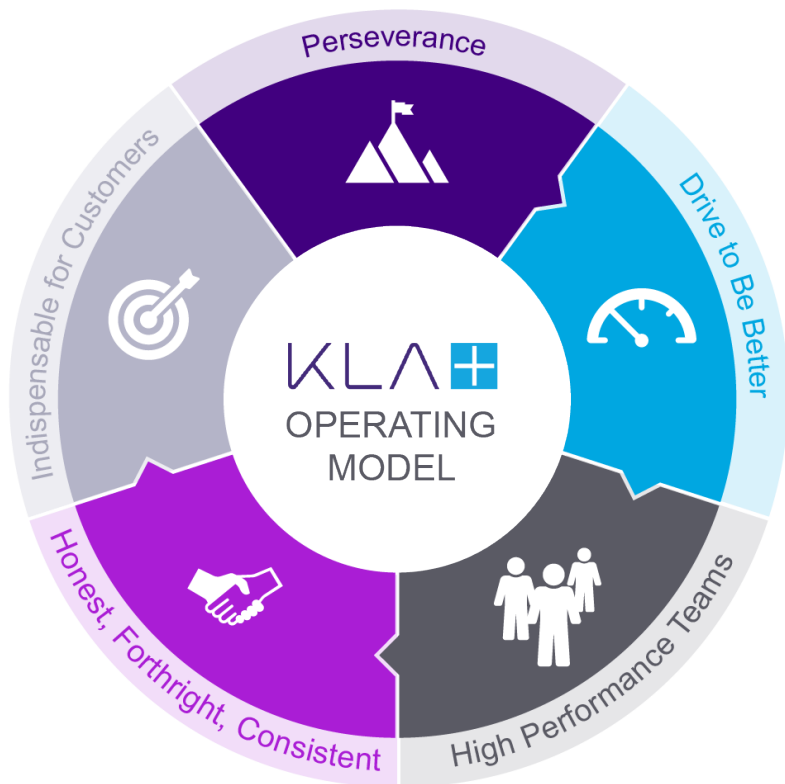 Perseverance
Drive to Be Better
High Performance Teams
Honest, Forthright, Consistent
Indispensable for Customers
KLA+
OPERATING
MODEL